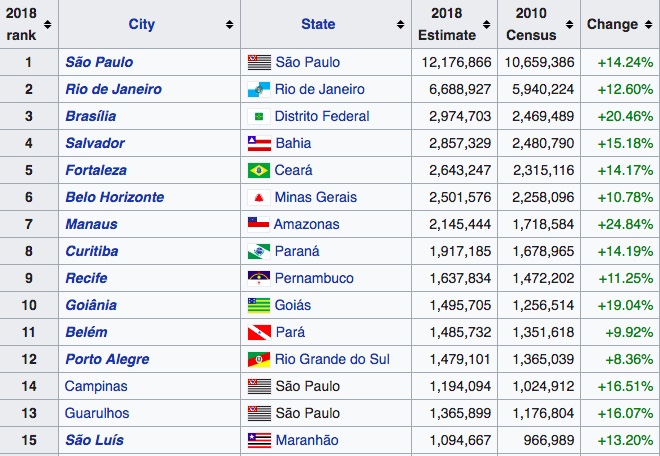 2018 rank City State 2018 Estimate 2010 Census Change
1 São Paulo São Paulo 12,176,866 10,659,386 +14.24%
2 Rio de Janeiro Rio de Janeiro 6,688,927 5,940,224 +12.60%
3 Brasília Distrito Federal 2,974,703 2,469,489 +20.46%
4 Salvador Bahia 2,857,329 2,480,790 +15.18%
5 Fortaleza Ceará 2,643,247 2,315,116 +14.17%
6 Belo Horizonte Minas Gerais 2,501,576 2,258,096 +10.78%
7 Manaus Amazonas 2,145,444 1,718,584 +24.84%
8 Curitiba Paraná 1,917,185 1,678,965 +14.19%
9 Recife Pernambuco 1,637,834 1,472,202 +11.25%
10 Goiânia Goiás 1,495,705 1,256,514 +19.04%
11 Belém Pará 1,485,732 1,351,618 +9.92%
12 Porto Alegre Rio Grande do Sul 1,479,101 1,365,039 +8.36%
14 Campinas São Paulo 1,194,094 1,024,912 +16.51%
13 Guarulhos São Paulo 1,365,899 1,176,804 +16.07%
15 São Luís Maranhão 1,094,667 966,989 +13.20%